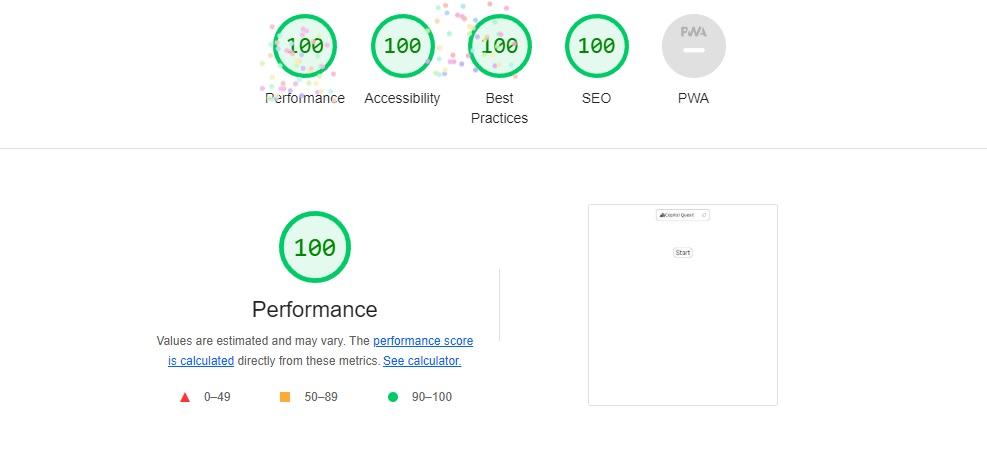 100
100
100
100
PWA
Performance
Accessibility
Best
Practices
SEO
PWA
100
Performance
Values are estimated and may vary. The performance score
is calculated directly from these metrics. See calculator.
0–49
50–89
90–100
Capital Quest
Start